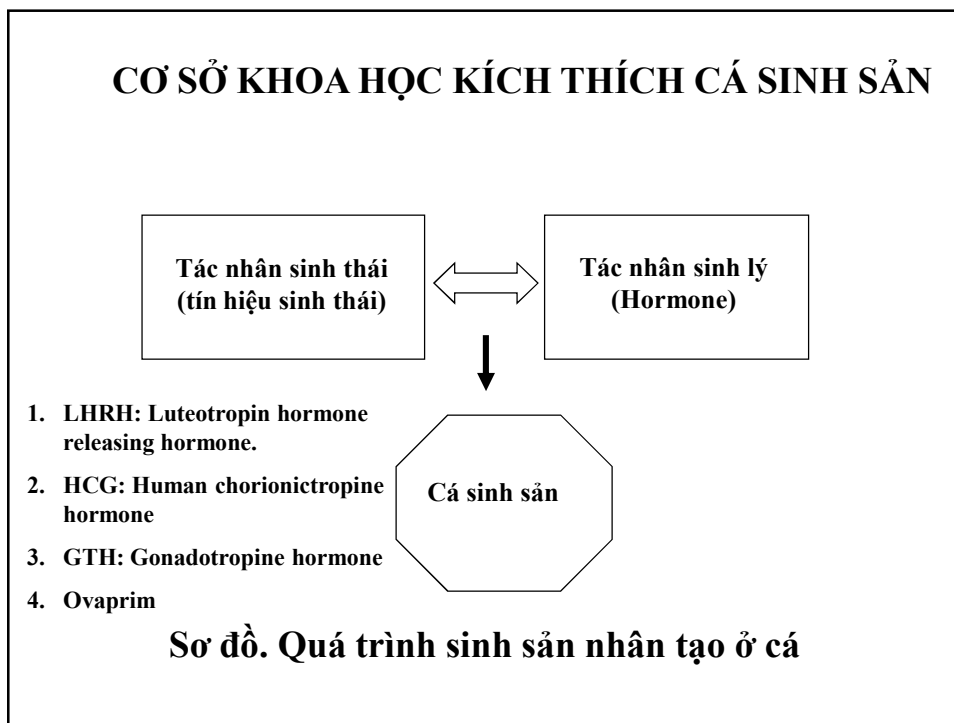 CƠ SỞ KHOA HỌC KÍCH THÍCH CÁ SINH SẢN
Tác nhân sinh thái
(tín hiệu sinh thái)
Tác nhân sinh lý
(Hormone)
1. LHRH: Luteotropin hormone
releasing hormone.
2. HCG: Human chorionictropine
hormone
3. GTH: Gonadotropine hormone
4. Ovaprim
Cá sinh sản
Sơ đồ. Quá trình sinh sản nhân tạo ở cá